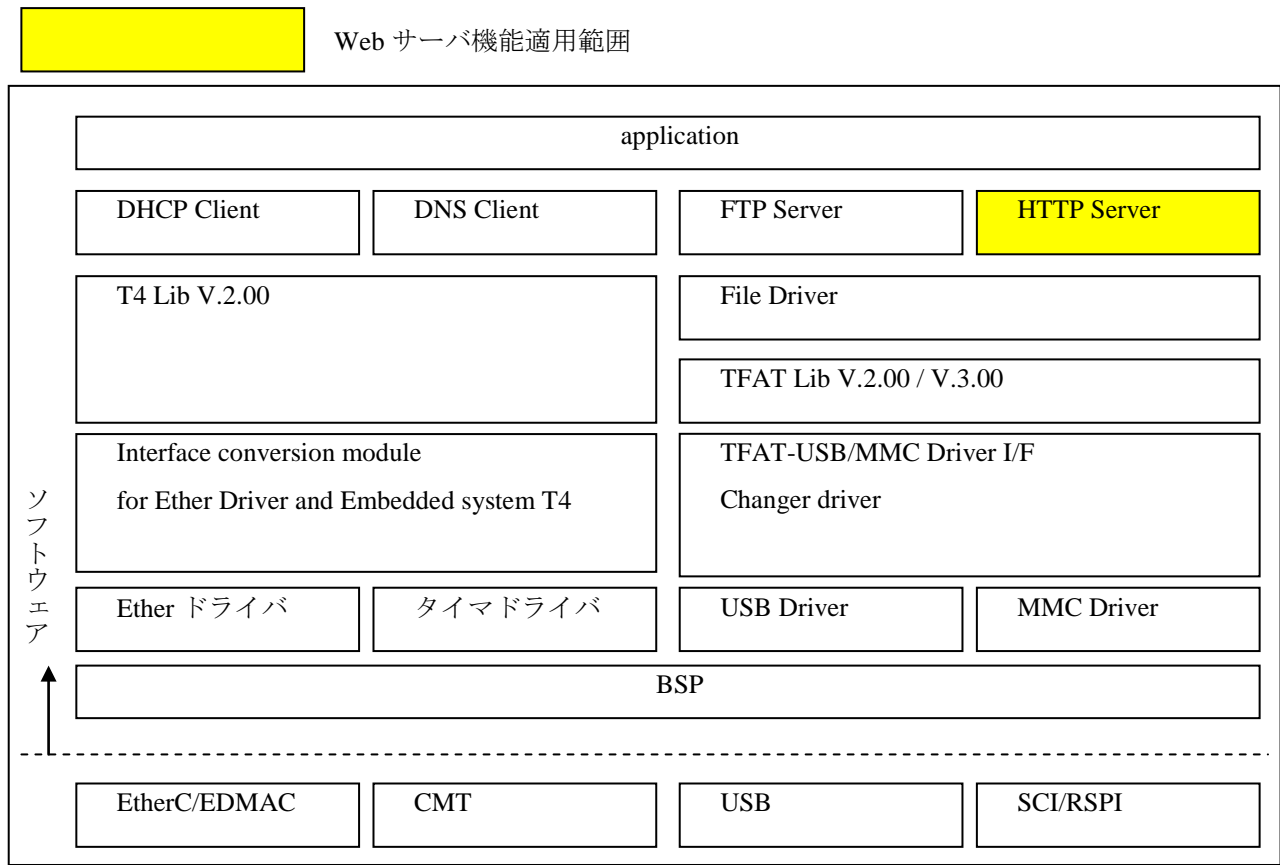 Web サーバ機能適用範囲
application
DHCP Client
DNS Client
FTP Server
HTTP Server
T4 Lib V.2.00
File Driver
TFAT Lib V.2.00 / V.3.00
Interface conversion module
for Ether Driver and Embedded system T4
TFAT-USB/MMC Driver I/F
Changer driver
ソフトウェア
Ether ドライバ
タイマドライバ
USB Driver
MMC Driver
BSP
EtherC/EDMAC
CMT
USB
SCI/RSPI